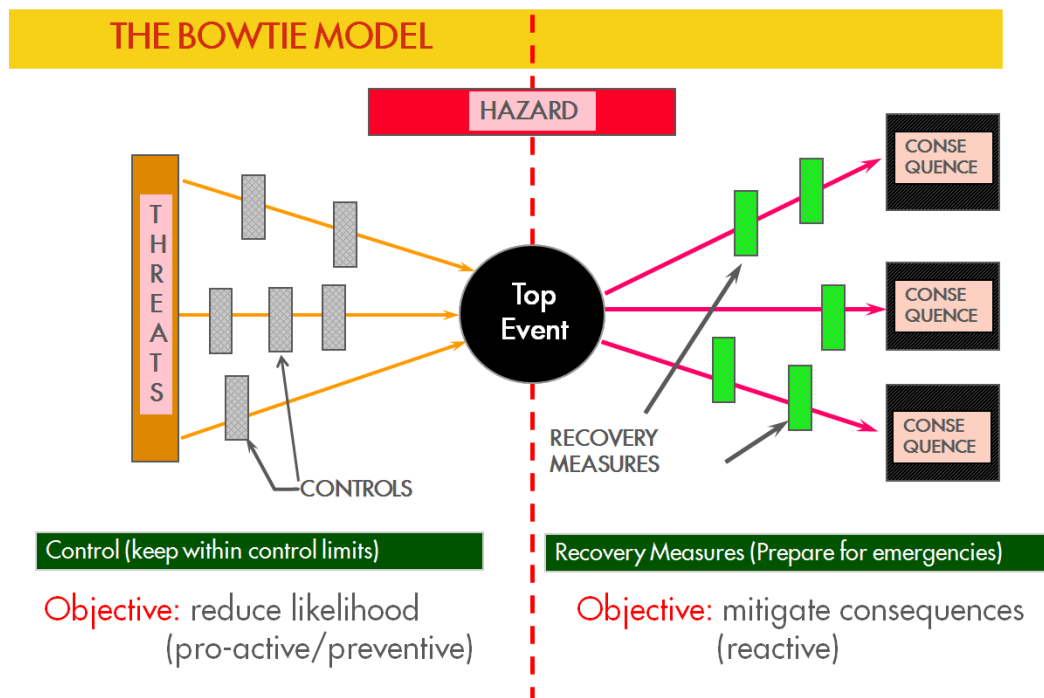 THE BOWTIE MODEL
HAZARD
THREATS
Top
Event
CONSE
QUENCE
CONSE
QUENCE
CONSE
QUENCE
RECOVERY
MEASURES
CONTROLS
Control (keep within control limits)
Recovery Measures (Prepare for emergencies)
Objective: reduce likelihood
(pro-active/preventive)
Objective: mitigate consequences
(reactive)